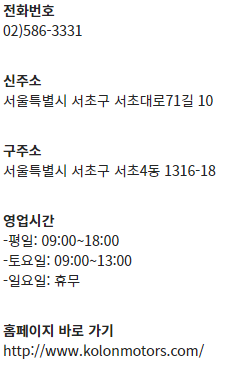 전화번호
02)586-3331
신주소
서울특별시 서초구 서초대로71길 10
구주소
서울특별시 서초구 서초4동 1316-18
영업시간
-평일: 09:00~18:00
-토요일: 09:00~13:00
-일요일: 휴무
홈페이지 바로 가기
http://www.kolonmotors.com/